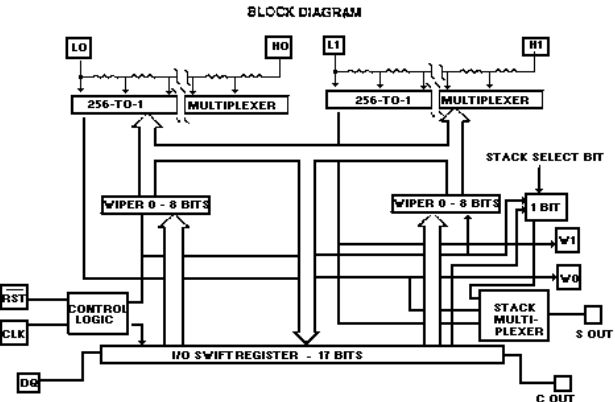 BLOCK DIAGRAM
LO HO L1 H1
256-TO-1 MULTIPLEXER 256-TO-1 MULTIPLEXER
STACK SELECT BIT
WIPER 0 - 8 BITS WIPER 0 - 8 BITS 1 BIT
W1
W0
RST
CONTROL
LOGIC
CLK
STACK
MULTI-
PLEXER
S OUT
I/O SWIFT REGISTER - 17 BITS
DQ
C OUT